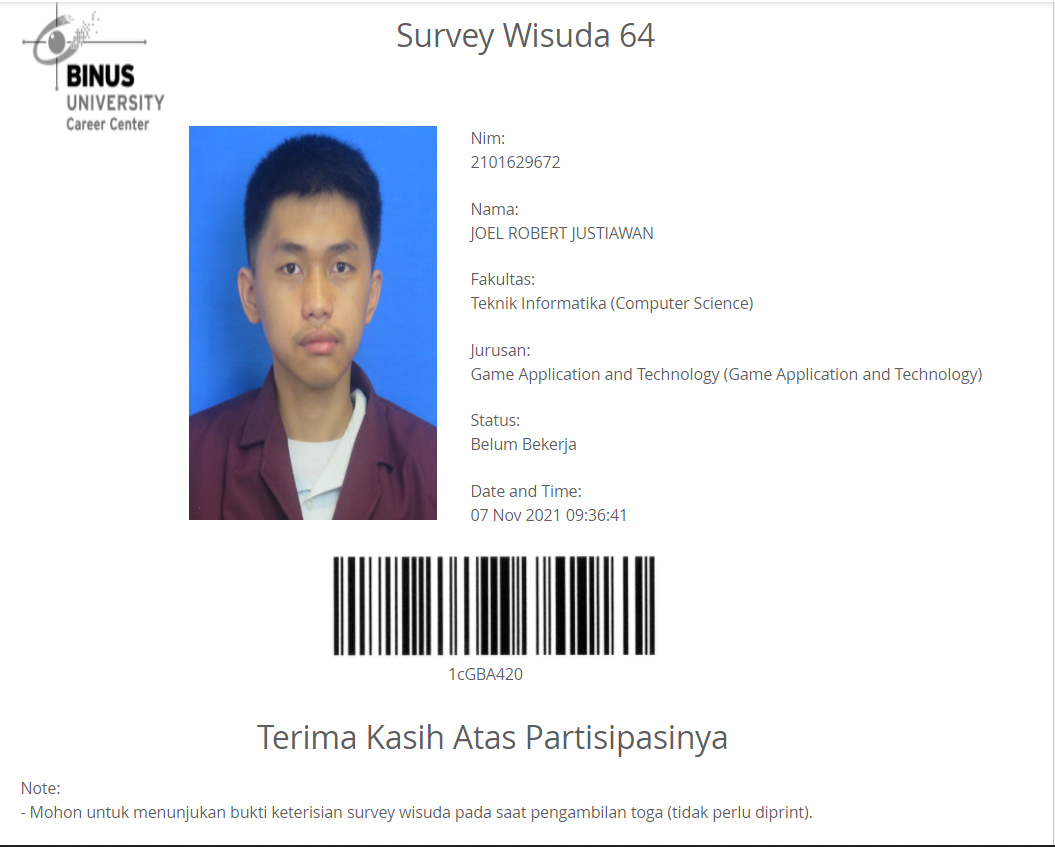 Survey Wisuda 64
BINUS
UNIVERSITY
Career Center
Nim:
2101629672
Nama:
JOEL ROBERT JUSTIAWAN
Fakultas:
Teknik Informatika (Computer Science)
Jurusan:
Game Application and Technology (Game Application and Technology)
Status:
Belum Bekerja
Date and Time:
07 Nov 2021 09:36:41
1cGBA420
Terima Kasih Atas Partisipasinya
Note:
- Mohon untuk menunjukan bukti keterisian survey wisuda pada saat pengambilan toga (tidak perlu diprint).